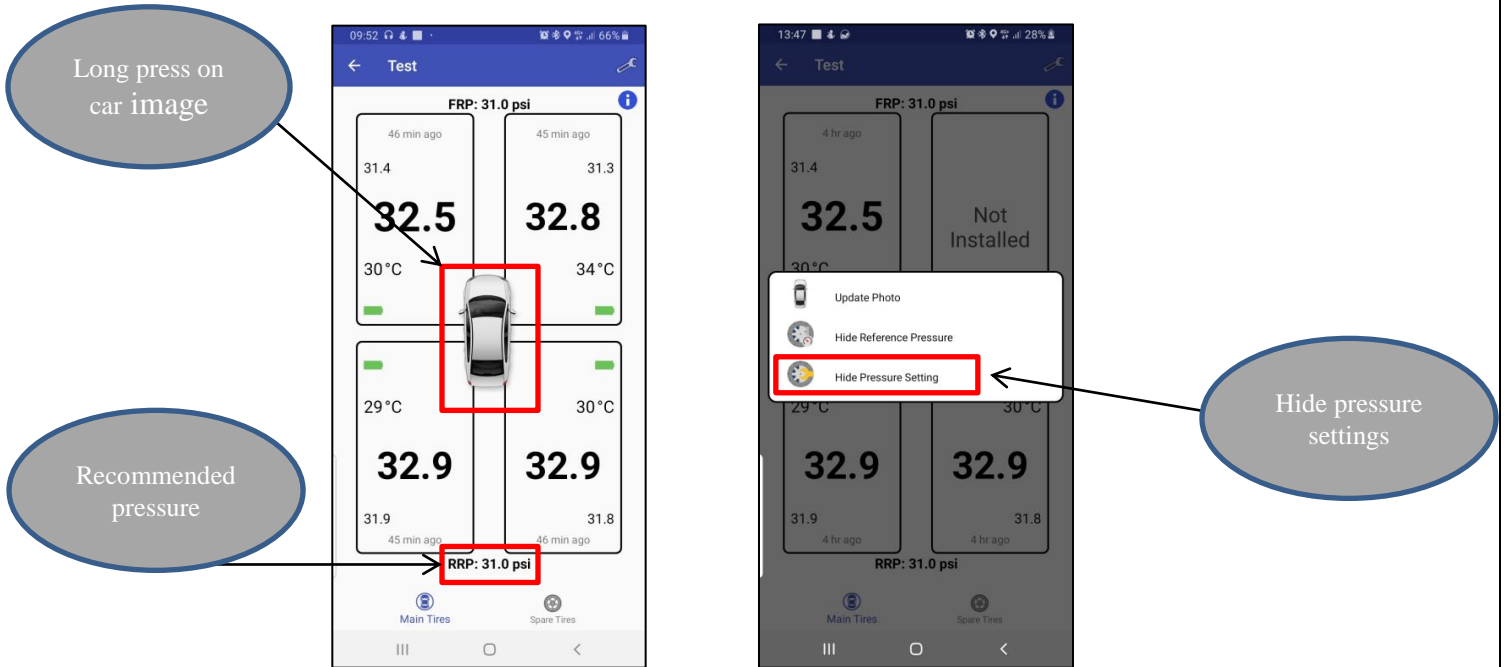 Long press on
car image
Recommended
pressure
09:52
66%
Test
FRP: 31.0 psi
46 min ago
45 min ago
31.4
31.3
32.5
32.8
30°C
34°C
29°C
30°C
32.9
32.9
31.9
31.8
45 min ago
46 min ago
RRP: 31.0 psi
Main Tires
Spare Tires
13:47
28%
Test
FRP: 31.0 psi
4 hr ago
31.4
32.5
Not
Installed
30°C
Update Photo
Hide Reference Pressure
Hide Pressure Setting
29°C
30°C
32.9
32.9
31.9
31.8
4 hr ago
4 hr ago
RRP: 31.0 psi
Main Tires
Spare Tires
Hide pressure
settings